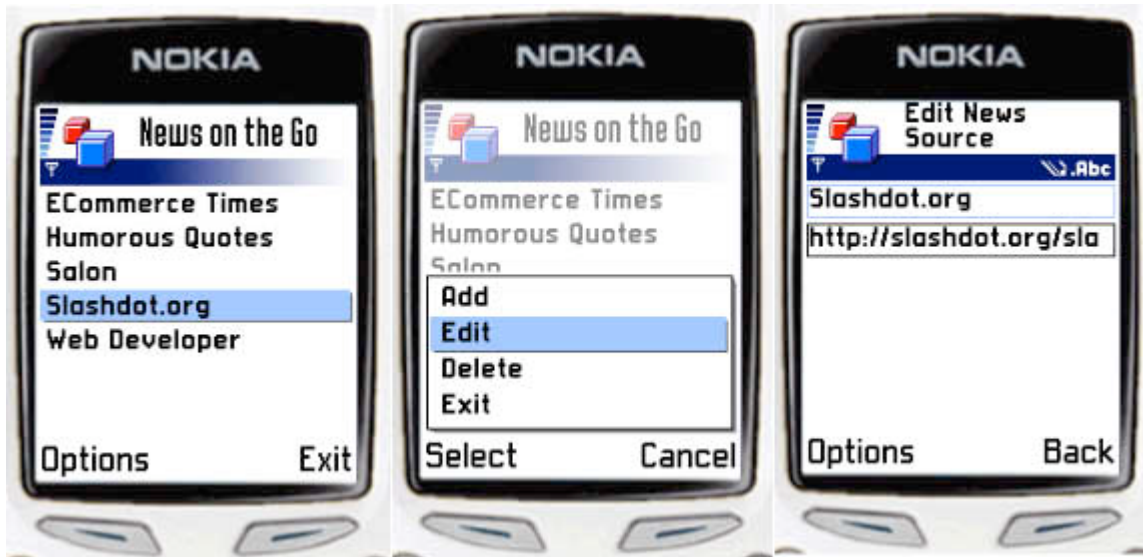 NOKIA
News on the Go
ECommerce Times
Humorous Quotes
Salon
Slashdot.org
Web Developer
Options Exit
NOKIA
News on the Go
ECommerce Times
Humorous Quotes
Salon
Add
Edit
Delete
Exit
Select Cancel
NOKIA
Edit News
Source
.Abc
Slashdot.org
http://slashdot.org/sla
Options Back